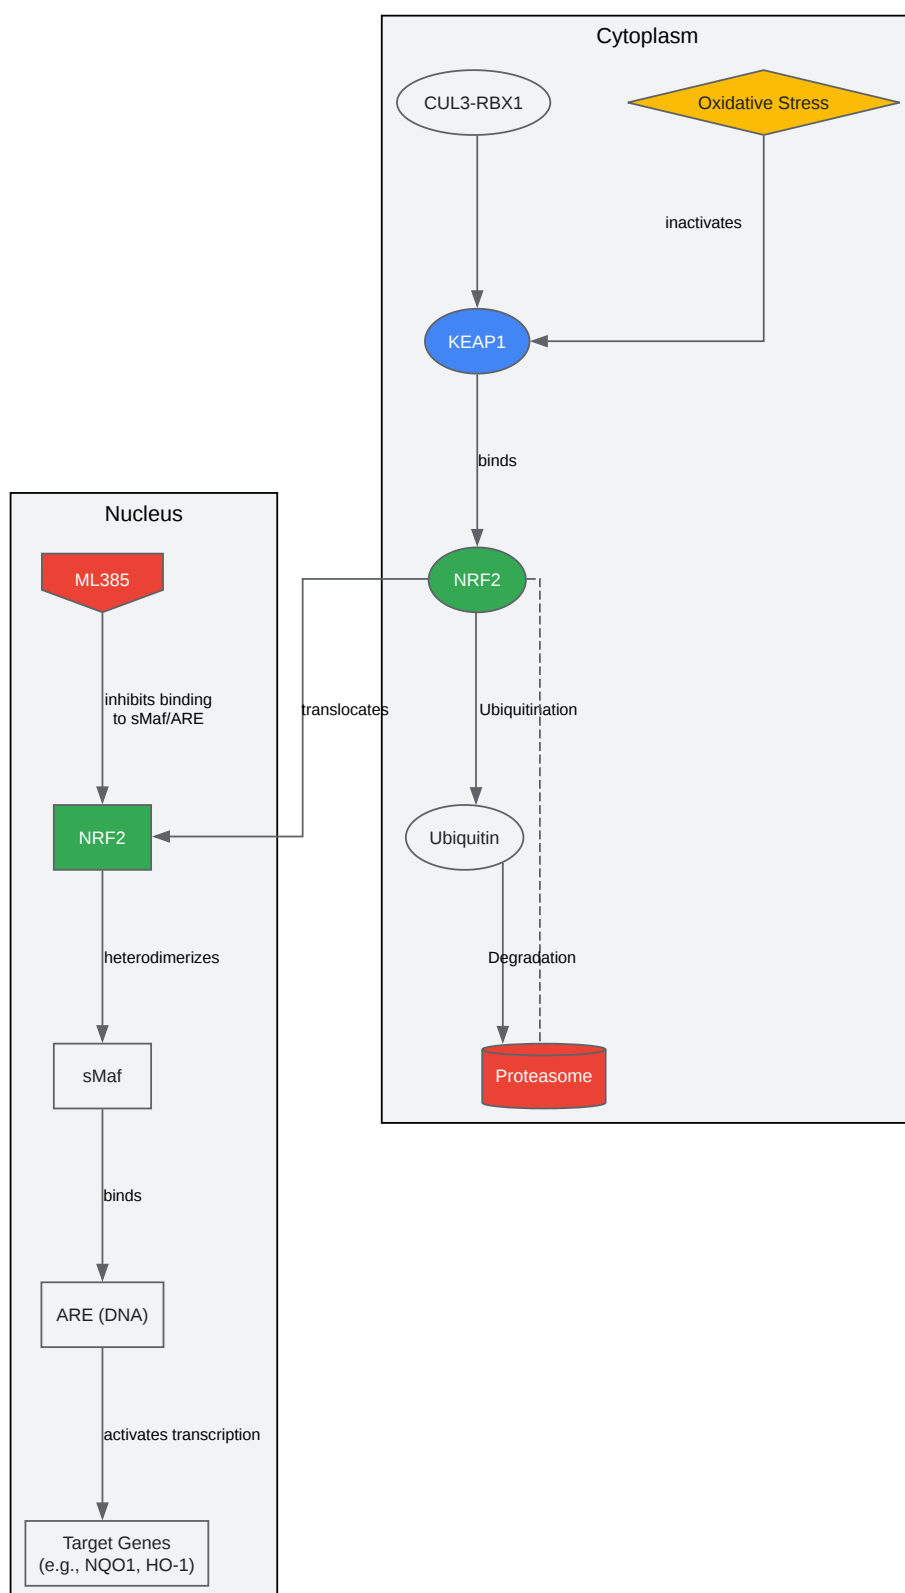 Cytoplasm
CUL3-RBX1
Oxidative Stress
inactivates
KEAP1
binds
Nucleus
ML385
NRF2
inhibits binding
to sMaf/ARE
translocates
Ubiquitination
NRF2
Ubiquitin
heterodimerizes
Degradation
sMaf
Proteasome
binds
ARE (DNA)
activates transcription
Target Genes
(e.g., NQO1, HO-1)